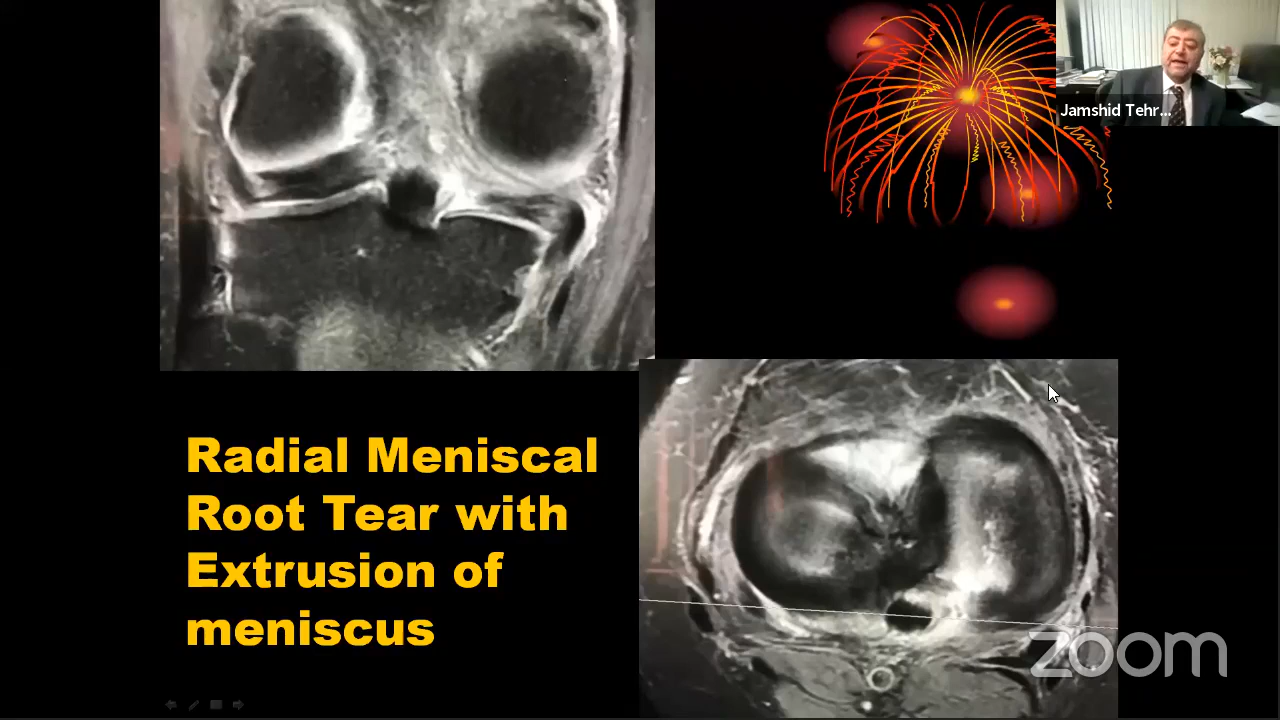 Jamshid Tehr...
Radial Meniscal
Root Tear with
Extrusion of
meniscus
zoom